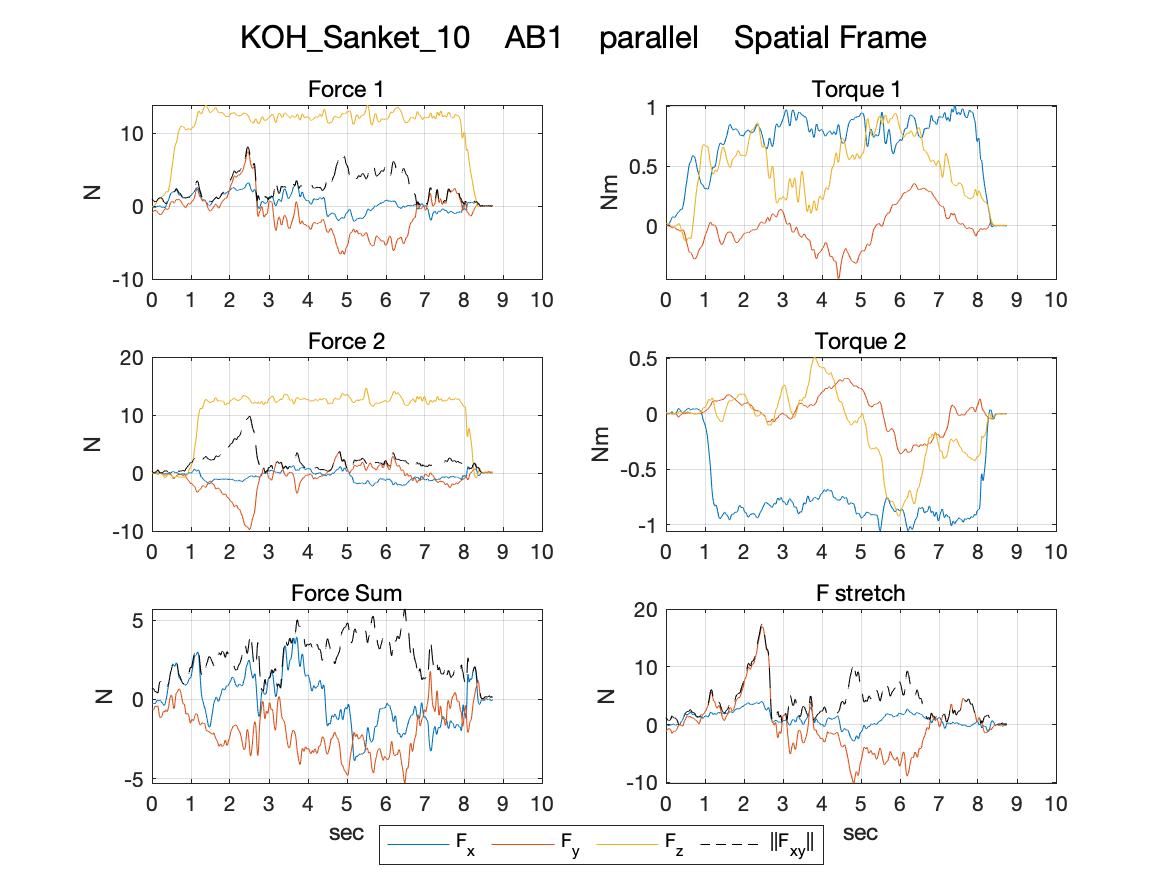 KOH_Sanket_10 AB1 parallel Spatial Frame
Force 1
N
10
0
-10
0 1 2 3 4 5 6 7 8 9 10
Torque 1
Nm
1
0.5
0
0 1 2 3 4 5 6 7 8 9 10
Force 2
N
20
10
0
-10
0 1 2 3 4 5 6 7 8 9 10
Torque 2
Nm
0.5
0
-0.5
-1
0 1 2 3 4 5 6 7 8 9 10
Force Sum
N
5
0
-5
0 1 2 3 4 5 6 7 8 9 10
sec
F stretch
N
20
10
0
-10
0 1 2 3 4 5 6 7 8 9 10
sec
Fx Fy Fz ||Fxy||